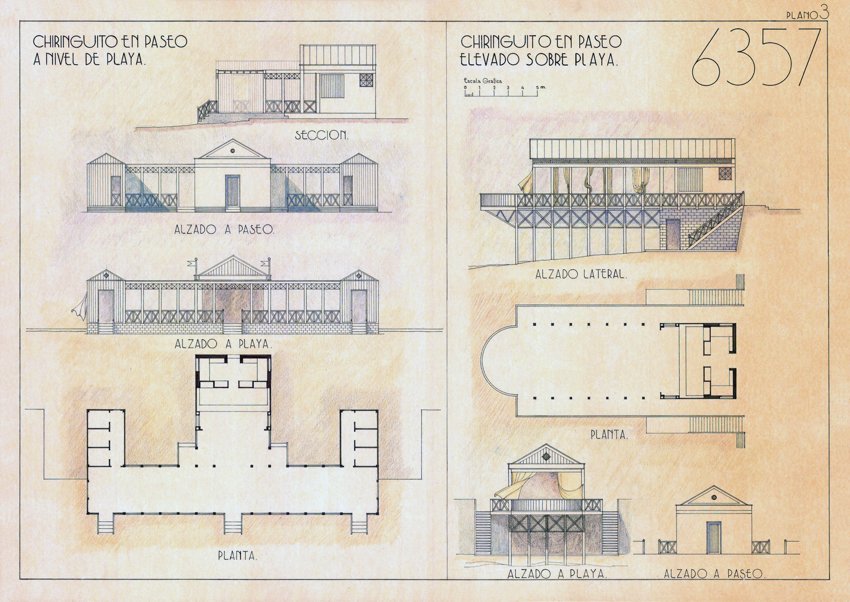 PLANO 3
6357
CHIRINGUITO EN PASEO
A NIVEL DE PLAYA.
SECCION.
ALZADO A PASEO.
ALZADO A PLAYA.
PLANTA.
CHIRINGUITO EN PASEO
ELEVADO SOBRE PLAYA.
Escala Grafica
0 1 2 3 4 5 m
ALZADO LATERAL.
PLANTA.
ALZADO A PLAYA.
ALZADO A PASEO.